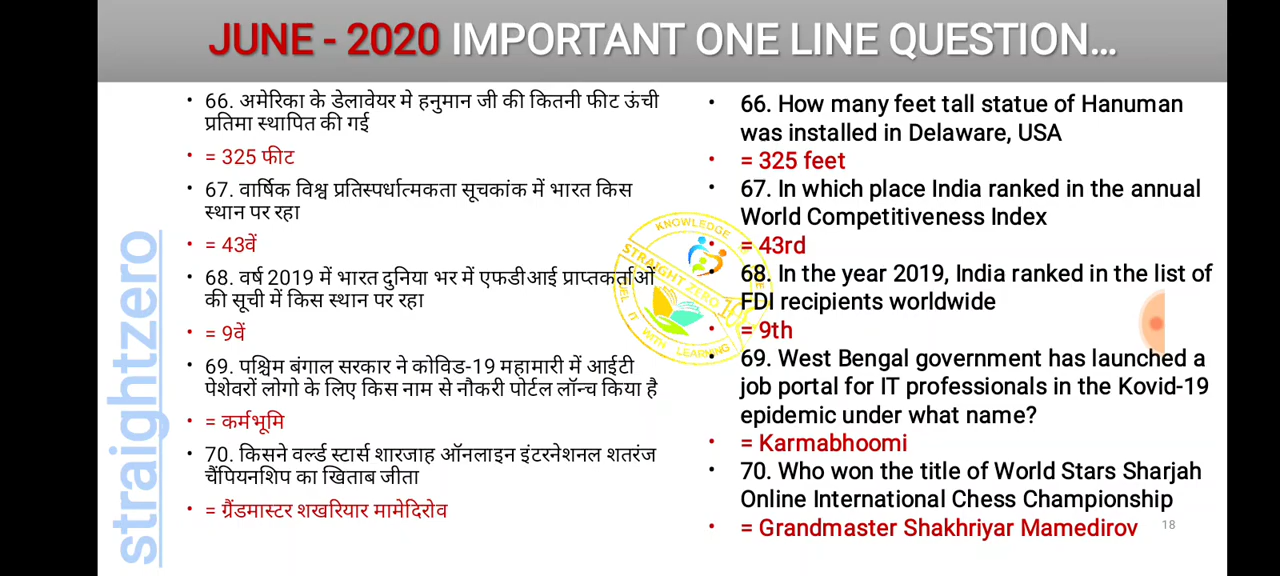 JUNE - 2020 IMPORTANT ONE LINE QUESTION...
• 66. अमेरिका के डेलावेयर मे हनुमान जी की कितनी फीट ऊंची
प्रतिमा स्थापित की गई
• = 325 फीट
• 67. वार्षिक विश्व प्रतिस्पर्धात्मकता सूचकांक में भारत किस
स्थान पर रहा
• = 43वें
• 68. वर्ष 2019 में भारत दुनिया भर में एफडीआई प्राप्तकर्ताओं
की सूची में किस स्थान पर रहा
• = 9वें
• 69. पश्चिम बंगाल सरकार ने कोविड-19 महामारी में आईटी
पेशेवरों लोगो के लिए किस नाम से नौकरी पोर्टल लॉन्च किया है
• = कर्मभूमि
• 70. किसने वर्ल्ड स्टार्स शारजाह ऑनलाइन इंटरनेशनल शतरंज
चैंपियनशिप का खिताब जीता
• = ग्रैंडमास्टर शखरियार मामेदिरोव
• 66. How many feet tall statue of Hanuman
was installed in Delaware, USA
• = 325 feet
• 67. In which place India ranked in the annual
World Competitiveness Index
• = 43rd
• 68. In the year 2019, India ranked in the list of
FDI recipients worldwide
• = 9th
• 69. West Bengal government has launched a
job portal for IT professionals in the Kovid-19
epidemic under what name?
• = Karmabhoomi
• 70. Who won the title of World Stars Sharjah
Online International Chess Championship
• = Grandmaster Shakhriyar Mamedirov
18
straightzero
KNOWLEDGE
STRAIGHT ZERO
IT WITH LEARNING